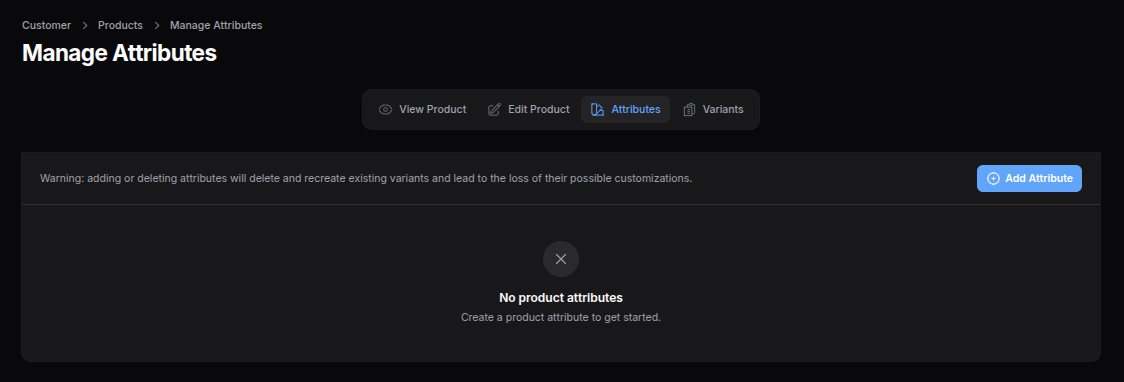 Customer > Products > Manage Attributes
Manage Attributes
View Product Edit Product Attributes Variants
Warning: adding or deleting attributes will delete and recreate existing variants and lead to the loss of their possible customizations.
Add Attribute
No product attributes
Create a product attribute to get started.